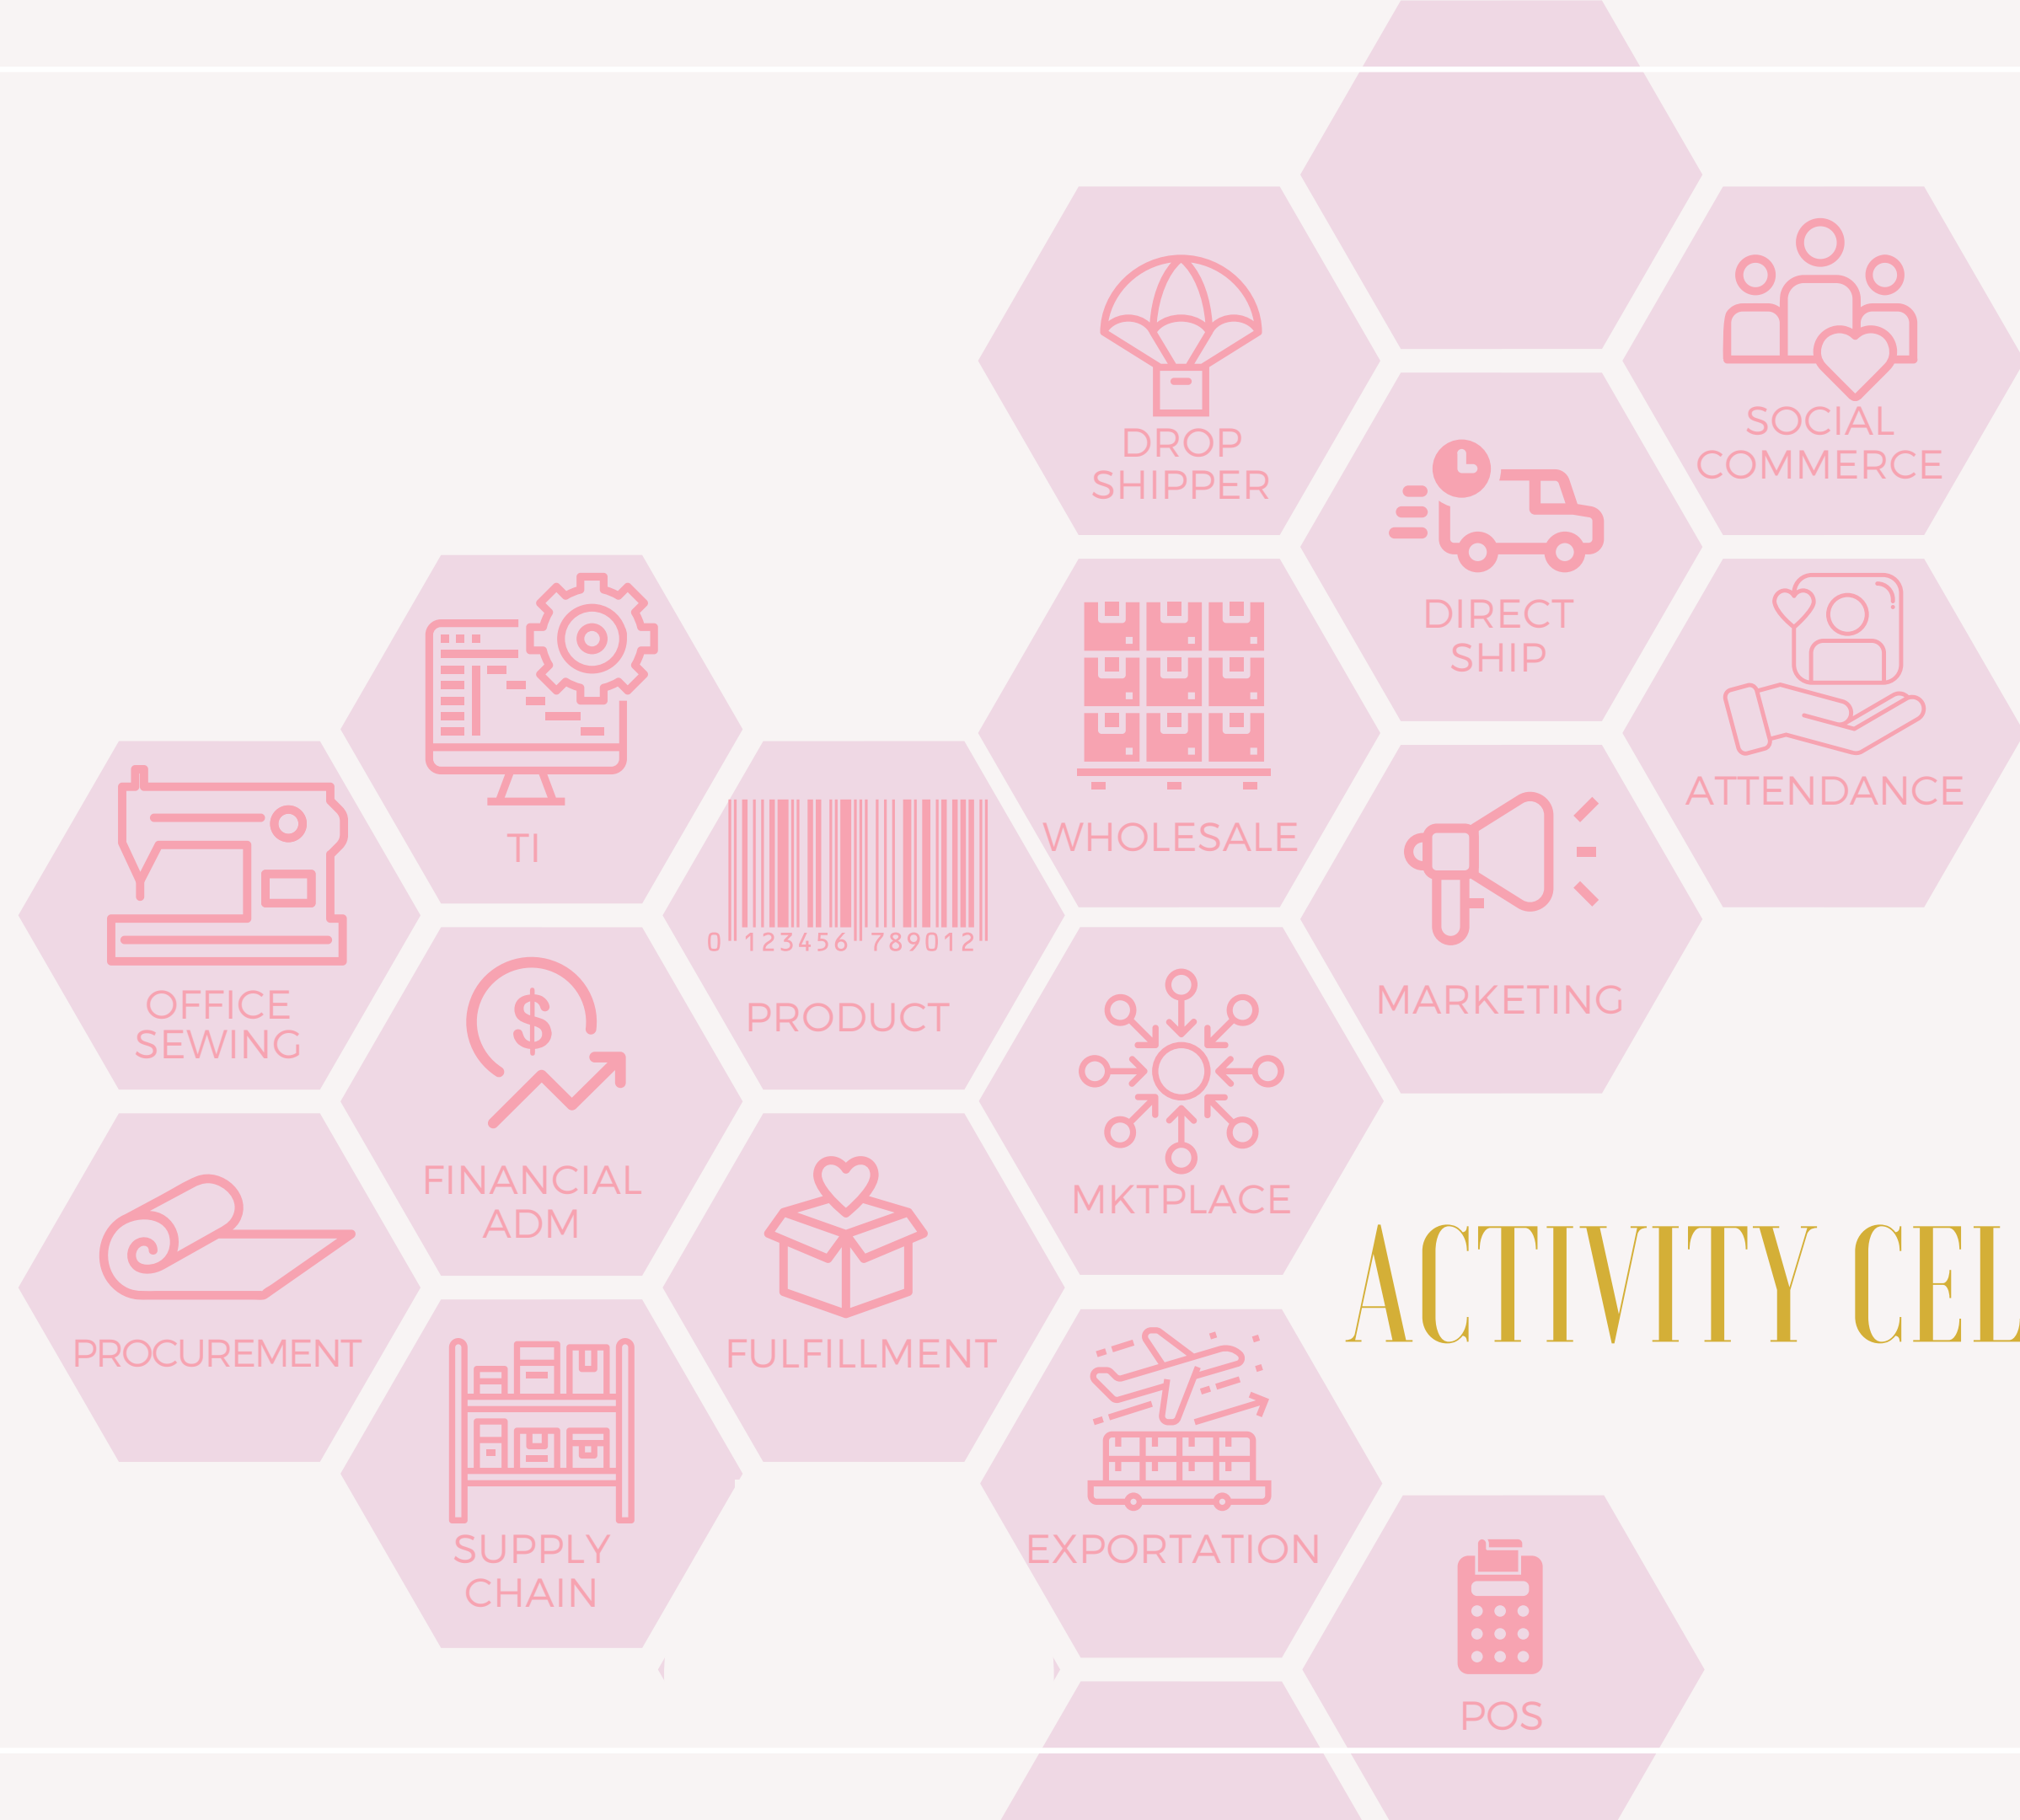 DROP
SHIPPER
SOCIAL
COMMERCE
DIRECT
SHIP
TI
WHOLESALE
ATTENDANCE
OFFICE
SEWING
0 123456 789012
PRODUCT
MARKETING
FINANCIAL
ADM
MKTPLACE
PROCUREMENT
FULFILLMENT
ACTIVITY CEL
SUPPLY
CHAIN
EXPORTATION
POS